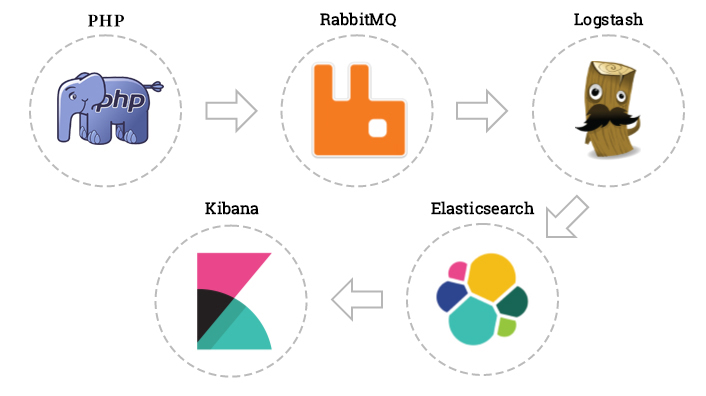 PHP
RabbitMQ
Logstash
php
Kibana
Elasticsearch